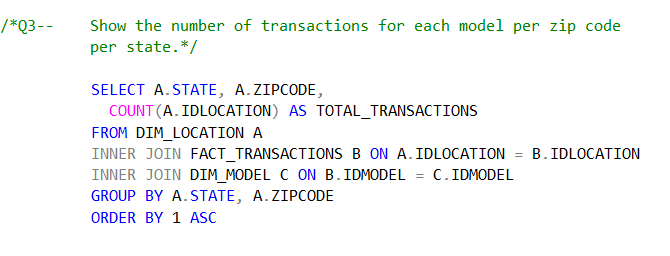 /*Q3-- Show the number of transactions for each model per zip code
per state.*/
SELECT A.STATE, A.ZIPCODE,
COUNT(A.IDLOCATION) AS TOTAL_TRANSACTIONS
FROM DIM_LOCATION A
INNER JOIN FACT_TRANSACTIONS B ON A.IDLOCATION = B.IDLOCATION
INNER JOIN DIM_MODEL C ON B.IDMODEL = C.IDMODEL
GROUP BY A.STATE, A.ZIPCODE
ORDER BY 1 ASC